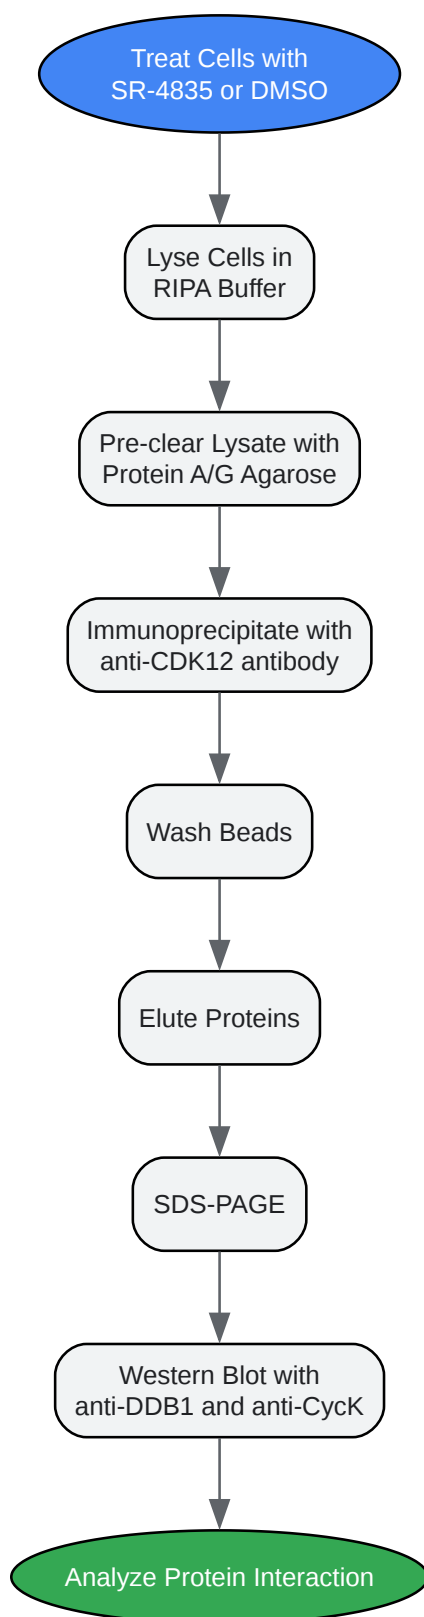 Treat Cells with
SR-4835 or DMSO
Lyse Cells in
RIPA Buffer
Pre-clear Lysate with
Protein A/G Agarose
Immunoprecipitate with
anti-CDK12 antibody
Wash Beads
Elute Proteins
SDS-PAGE
Western Blot with
anti-DDB1 and anti-CycK
Analyze Protein Interaction